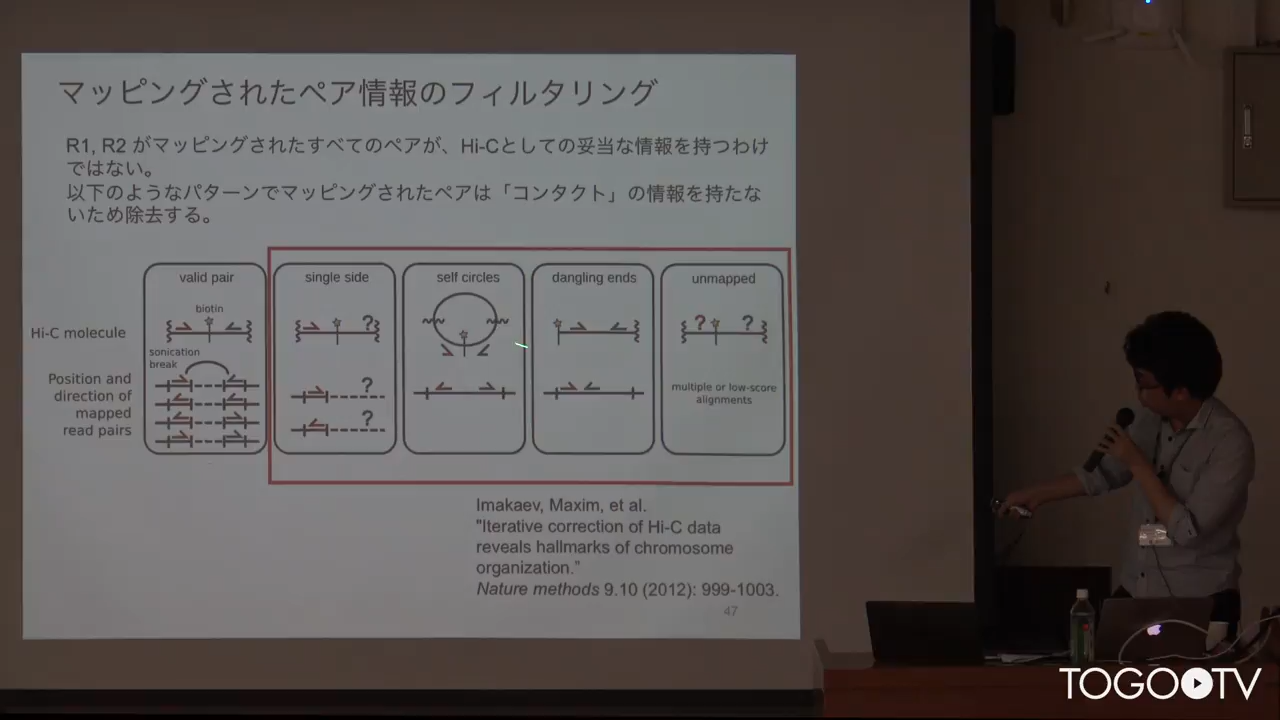 マッピングされたペア情報のフィルタリング
R1, R2 がマッピングされたすべてのペアが、Hi-Cとしての妥当な情報を持つわけ
ではない。
以下のようなパターンでマッピングされたペアは「コンタクト」の情報を持たな
いため除去する。
valid pair
single side
self circles
dangling ends
unmapped
biotin
?
? ?
Hi-C molecule
sonication
break
Position and
direction of
mapped
read pairs
?
?
multiple or low-score
alignments
Imakaev, Maxim, et al.
"Iterative correction of Hi-C data
reveals hallmarks of chromosome
organization.”
Nature methods 9.10 (2012): 999-1003.
47
TOGO TV